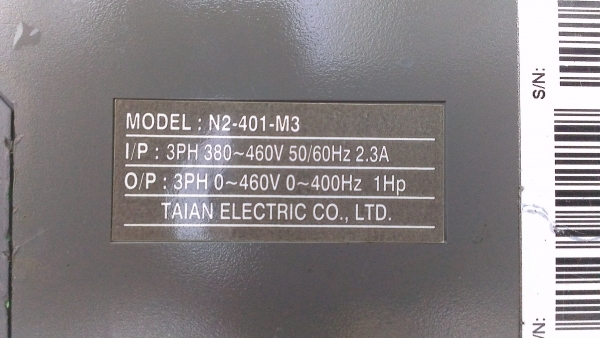 MODEL : N2-401-M3
I/P : 3PH 380~460V 50/60Hz 2.3A
O/P : 3PH 0~460V 0~400Hz 1Hp
TAIAN ELECTRIC CO., LTD.
S/N:
S/N: